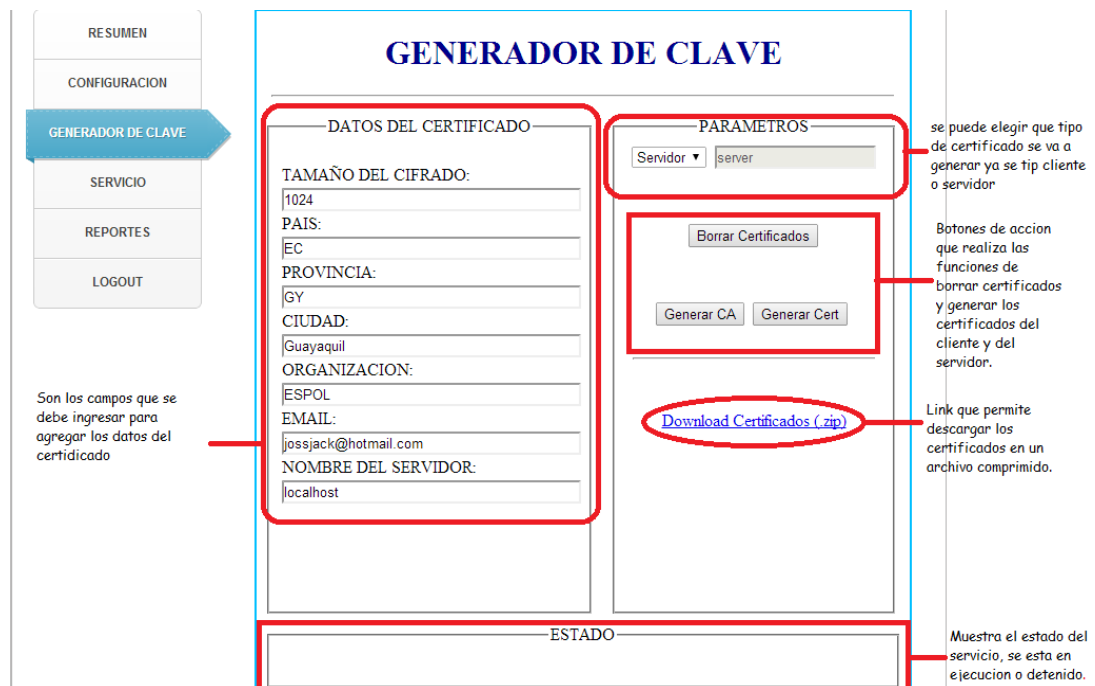 RESUMEN
CONFIGURACION
GENERADOR DE CLAVE
SERVICIO
REPORTES
LOGOUT
Son los campos que se
debe ingresar para
agregar los datos del
certidicado
GENERADOR DE CLAVE
DATOS DEL CERTIFICADO
TAMAÑO DEL CIFRADO:
1024
PAIS:
EC
PROVINCIA:
GY
CIUDAD:
Guayaquil
ORGANIZACION:
ESPOL
EMAIL:
jossjack@hotmail.com
NOMBRE DEL SERVIDOR:
localhost
PARAMETROS
Servidor ▼ server
Borrar Certificados
Generar CA Generar Cert
Download Certificados (.zip)
se puede elegir que tipo
de certificado se va a
generar ya se tip cliente
o servidor
Botones de accion
que realiza las
funciones de
borrar certificados
y generar los
certificados del
cliente y del
servidor.
Link que permite
descargar los
certificados en un
archivo comprimido.
ESTADO
Muestra el estado del
servicio, se esta en
ejecucion o detenido.